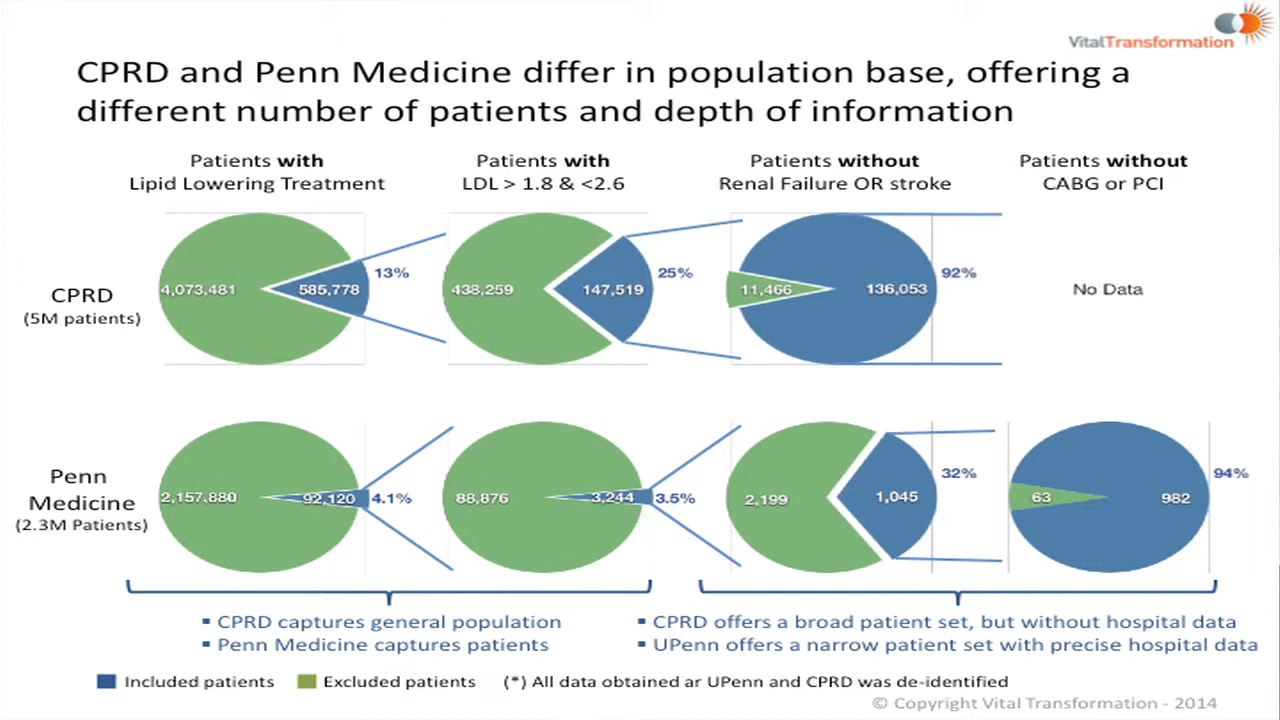 VitalTransformation
CPRD and Penn Medicine differ in population base, offering a
different number of patients and depth of information
Patients with
Lipid Lowering Treatment
Patients with
LDL > 1.8 & <2.6
Patients without
Renal Failure OR stroke
Patients without
CABG or PCI
CPRD
(5M patients)
4,073,481
585,778
13%
438,259
147,519
25%
11,466
136,053
92%
No Data
Penn
Medicine
(2.3M Patients)
2,157,880
92,120
4.1%
88,876
3,244
3.5%
2,199
1,045
32%
63
982
94%
▪ CPRD captures general population
▪ Penn Medicine captures patients
▪ CPRD offers a broad patient set, but without hospital data
▪ UPenn offers a narrow patient set with precise hospital data
Included patients
Excluded patients
(*) All data obtained ar UPenn and CPRD was de-identified
© Copyright Vital Transformation - 2014